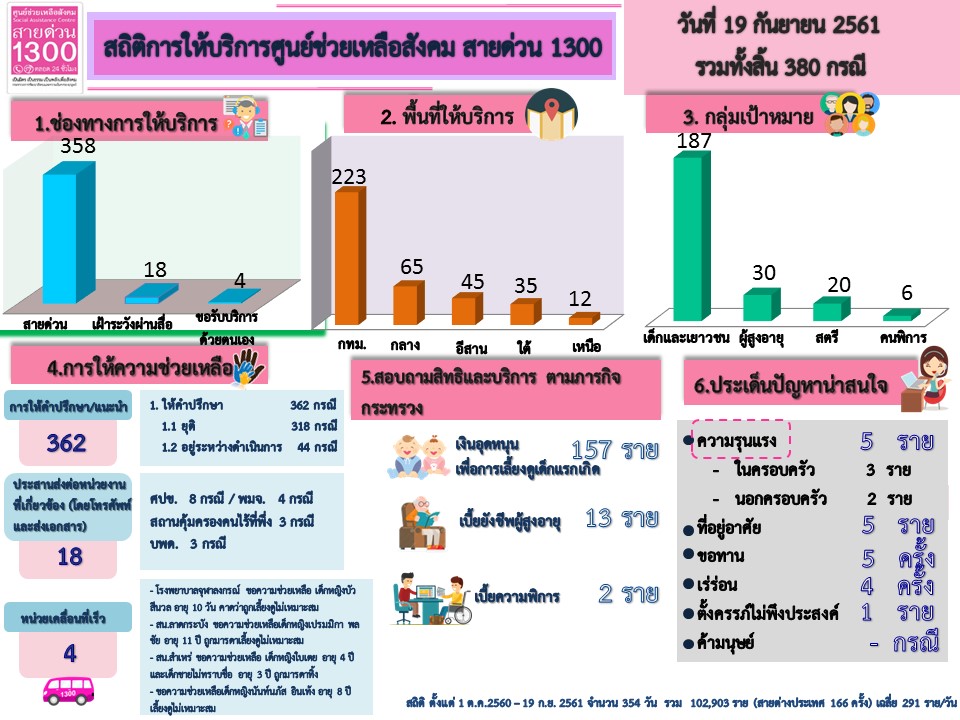 ศูนย์ช่วยเหลือสังคม
Social Assistance Centre
สายด่วน
1300
ตลอด 24 ชั่วโมง
สถิติการให้บริการศูนย์ช่วยเหลือสังคม สายด่วน 1300
วันที่ 19 กันยายน 2561
รวมทั้งสิ้น 380 กรณี
1.ช่องทางการให้บริการ
358
18
4
สายด่วน
เฝ้าระวังผ่านสื่อ
ขอรับบริการ
ด้วยตนเอง
2. พื้นที่ให้บริการ
223
65
45
35
12
กทม.
กลาง
อีสาน
ใต้
เหนือ
3. กลุ่มเป้าหมาย
187
30
20
6
เด็กและเยาวชน
ผู้สูงอายุ
สตรี
คนพิการ
4.การให้ความช่วยเหลือ
การให้คำปรึกษา/แนะนำ
362
1. ให้คำปรึกษา 362 กรณี
1.1 ยุติ 318 กรณี
1.2 อยู่ระหว่างดำเนินการ 44 กรณี
ประสานส่งต่อหน่วยงาน
ที่เกี่ยวข้อง (โดยโทรศัพท์
และส่งเอกสาร)
18
ศปข. 8 กรณี / พมจ. 4 กรณี
สถานคุ้มครองคนไร้ที่พึ่ง 3 กรณี
บพด. 3 กรณี
หน่วยเคลื่อนที่เร็ว
4
1300
- โรงพยาบาลจุฬาลงกรณ์ ขอความช่วยเหลือ เด็กหญิงบัว
สีนวล อายุ 10 วัน คาดว่าถูกเลี้ยงดูไม่เหมาะสม
- สน.ลาดกระบัง ขอความช่วยเหลือเด็กหญิงเปรมมิกา พล
ชัย อายุ 11 ปี ถูกมารดาเลี้ยงดูไม่เหมาะสม
- สน.สำเหร่ ขอความช่วยเหลือ เด็กหญิงใบเตย อายุ 4 ปี
และเด็กชายไม่ทราบชื่อ อายุ 3 ปี ถูกมารดาทิ้ง
- ขอความช่วยเหลือเด็กหญิงนันท์นภัส อินเท้ง อายุ 8 ปี
เลี้ยงดูไม่เหมาะสม
5.สอบถามสิทธิและบริการ ตามภารกิจ
กระทรวง
เงินอุดหนุน
เพื่อการเลี้ยงดูเด็กแรกเกิด
157 ราย
เบี้ยยังชีพผู้สูงอายุ 13 ราย
เบี้ยความพิการ 2 ราย
6.ประเด็นปัญหาน่าสนใจ
ความรุนแรง 5 ราย
- ในครอบครัว 3 ราย
- นอกครอบครัว 2 ราย
ที่อยู่อาศัย 5 ราย
ขอทาน 5 ครั้ง
เร่ร่อน 4 ครั้ง
ตั้งครรภ์ไม่พึงประสงค์ 1 ราย
ค้ามนุษย์ - กรณี
สถิติ ตั้งแต่ 1 ต.ค.2560 – 19 ก.ย. 2561 จำนวน 354 วัน รวม 102,903 ราย (สายต่างประเทศ 166 ครั้ง) เฉลี่ย 291 ราย/วัน